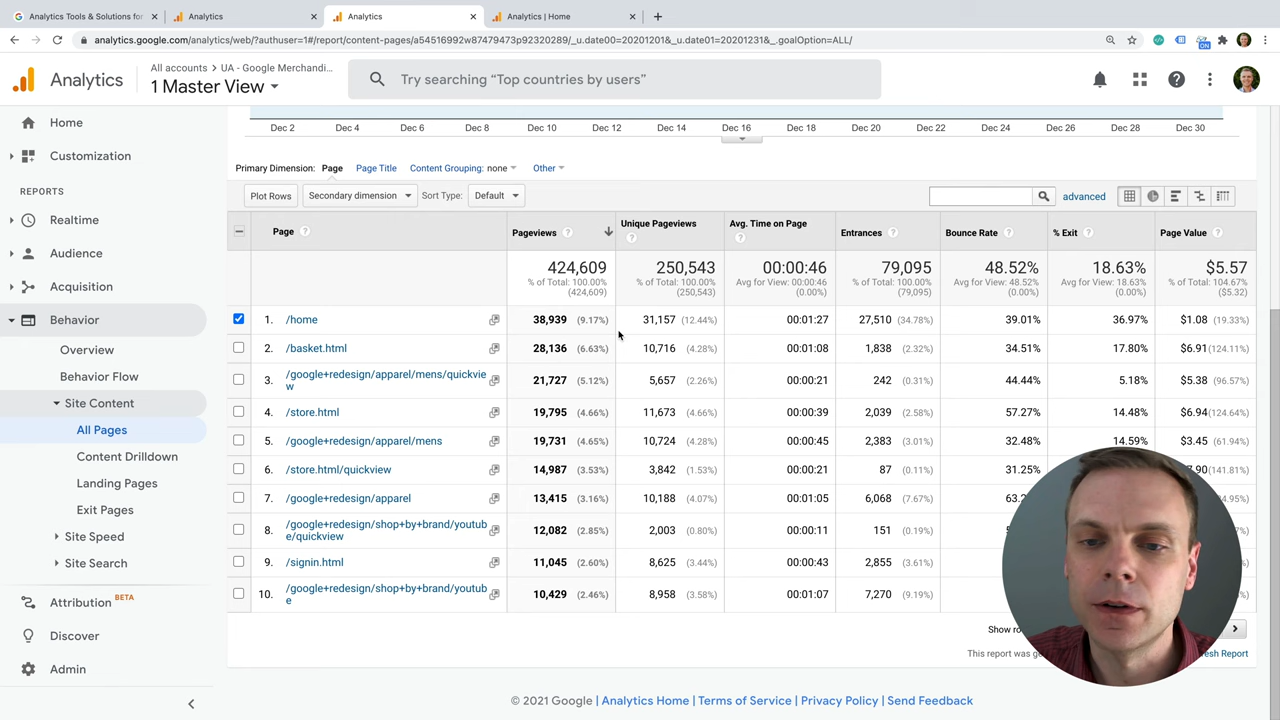 Analytics Tools & Solutions for
Analytics
Analytics
Analytics | Home
analytics.google.com/analytics/web/?authuser=1#/report/content-pages/a54516992w87479473p92320289/_u.date00=20201201&_u.date01=20201231&_.goalOption=ALL/
ON
Analytics
All accounts > UA - Google Merchandi...
1 Master View
Try searching “Top countries by users”
Home
Customization
REPORTS
Realtime
Audience
Acquisition
Behavior
Overview
Behavior Flow
Site Content
All Pages
Content Drilldown
Landing Pages
Exit Pages
Site Speed
Site Search
Attribution BETA
Discover
Admin
Dec 2 Dec 4 Dec 6 Dec 8 Dec 10 Dec 12 Dec 14 Dec 16 Dec 18 Dec 20 Dec 22 Dec 24 Dec 26 Dec 28 Dec 30
Primary Dimension: Page Page Title Content Grouping: none Other
Plot Rows Secondary dimension Sort Type: Default advanced
Page ? Pageviews ? Unique Pageviews ? Avg. Time on Page ? Entrances ? Bounce Rate ? % Exit ? Page Value ?
424,609 250,543 00:00:46 79,095 48.52% 18.63% $5.57
% of Total: 100.00% % of Total: 100.00% Avg for View: 00:00:46 % of Total: 100.00% Avg for View: 48.52% Avg for View: 18.63% % of Total: 104.67%
(424,609) (250,543) (0.00%) (79,095) (0.00%) (0.00%) ($5.32)
1. /home 38,939 (9.17%) 31,157 (12.44%) 00:01:27 27,510 (34.78%) 39.01% 36.97% $1.08 (19.33%)
2. /basket.html 28,136 (6.63%) 10,716 (4.28%) 00:01:08 1,838 (2.32%) 34.51% 17.80% $6.91 (124.11%)
3. /google+redesign/apparel/mens/quickvie
w 21,727 (5.12%) 5,657 (2.26%) 00:00:21 242 (0.31%) 44.44% 5.18% $5.38 (96.57%)
4. /store.html 19,795 (4.66%) 11,673 (4.66%) 00:00:39 2,039 (2.58%) 57.27% 14.48% $6.94 (124.64%)
5. /google+redesign/apparel/mens 19,731 (4.65%) 10,724 (4.28%) 00:00:45 2,383 (3.01%) 32.48% 14.59% $3.45 (61.94%)
6. /store.html/quickview 14,987 (3.53%) 3,842 (1.53%) 00:00:21 87 (0.11%) 31.25% (141.81%)
7. /google+redesign/apparel 13,415 (3.16%) 10,188 (4.07%) 00:01:05 6,068 (7.67%)
8. /google+redesign/shop+by+brand/youtub
e/quickview 12,082 (2.85%) 2,003 (0.80%) 00:00:11 151 (0.19%)
9. /signin.html 11,045 (2.60%) 8,625 (3.44%) 00:00:43 2,855 (3.61%)
10. /google+redesign/shop+by+brand/youtub
e 10,429 (2.46%) 8,958 (3.58%) 00:01:07 7,270 (9.19%)
Show
This report was
Report
© 2021 Google | Analytics Home | Terms of Service | Privacy Policy | Send Feedback